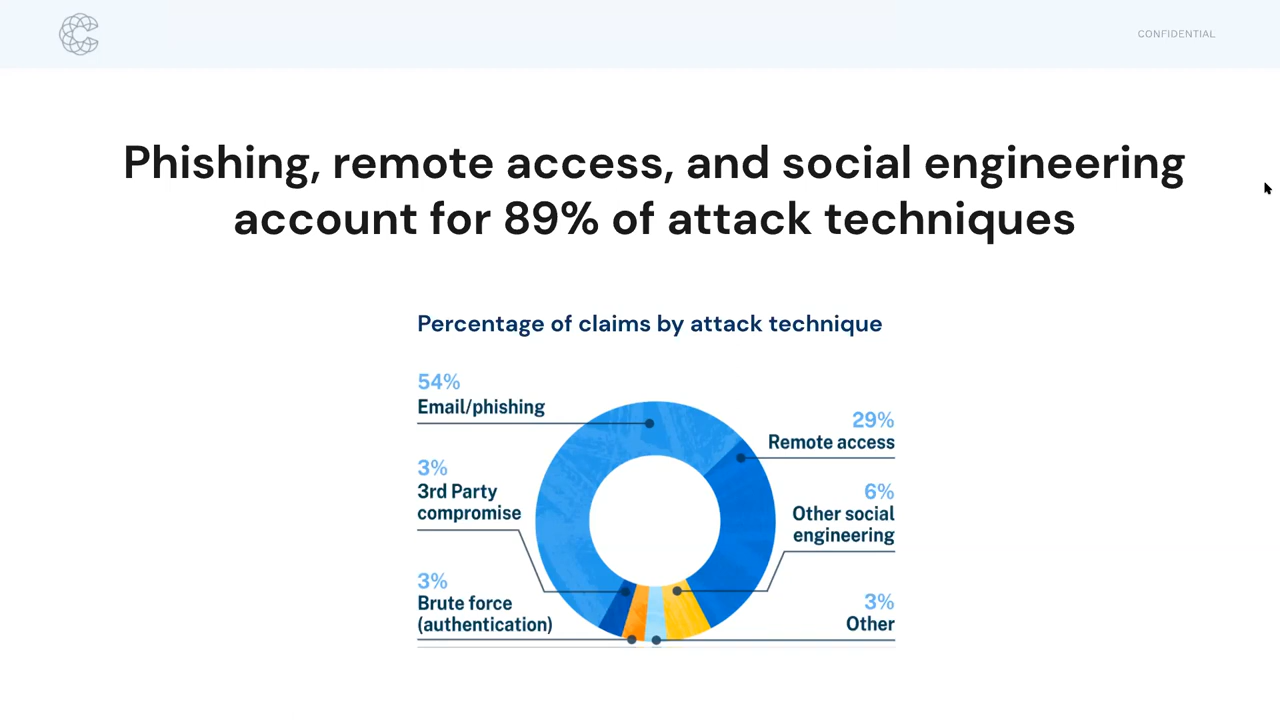 CONFIDENTIAL
Phishing, remote access, and social engineering
account for 89% of attack techniques
Percentage of claims by attack technique
54%
Email/phishing
3%
3rd Party
compromise
3%
Brute force
(authentication)
29%
Remote access
6%
Other social
engineering
3%
Other